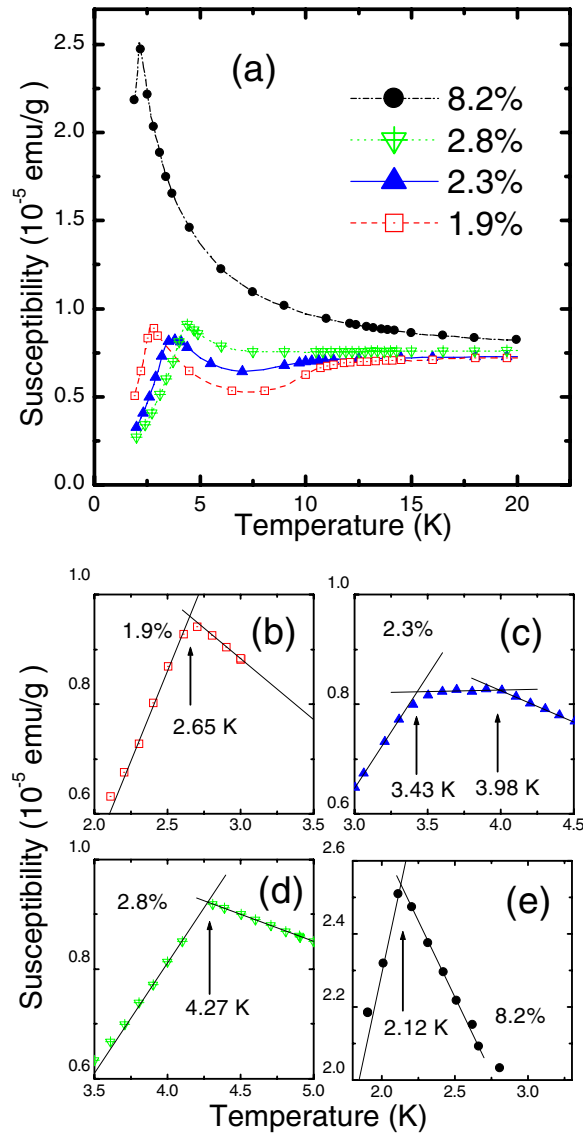 (a)
8.2%
2.8%
2.3%
1.9%
Susceptibility (10^-5 emu/g)
2.5
2.0
1.5
1.0
0.5
0.0
0 5 10 15 20
Temperature (K)
(b)
1.9%
2.65 K
1.0
0.8
0.6
2.0 2.5 3.0 3.5
(c)
2.3%
3.43 K
3.98 K
1.0
0.8
0.6
3.0 3.5 4.0 4.5
Susceptibility (10^-5 emu/g)
(d)
2.8%
4.27 K
1.0
0.8
0.6
3.5 4.0 4.5 5.0
(e)
2.12 K
8.2%
2.6
2.4
2.2
2.0
2.0 2.5 3.0
Temperature (K)